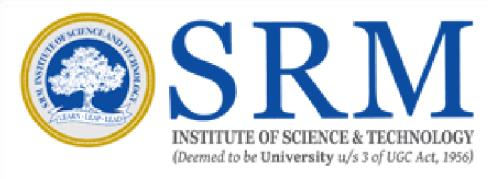 S.R.M. INSTITUTE OF SCIENCE AND TECHNOLOGY
LEARN - LEAP - LEAD
SRM
INSTITUTE OF SCIENCE & TECHNOLOGY
(Deemed to be University u/s 3 of UGC Act, 1956)